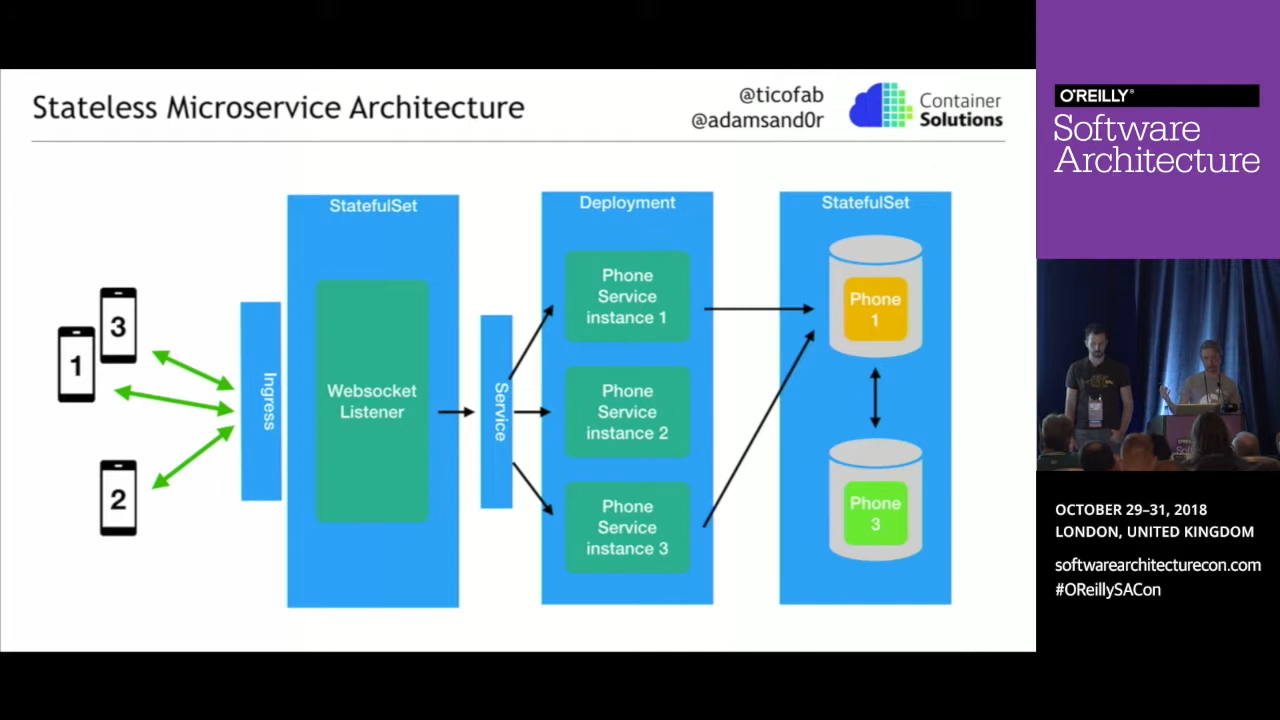 Stateless Microservice Architecture
@ticofab
@adamsand0r
Container
Solutions
StatefulSet
Deployment
StatefulSet
3
1
2
Ingress
Websocket
Listener
Service
Phone
Service
instance 1
Phone
Service
instance 2
Phone
Service
instance 3
Phone
1
Phone
3
O'REILLY®
Software
Architecture
OCTOBER 29–31, 2018
LONDON, UNITED KINGDOM
softwarearchitecturecon.com
#OReillySACon